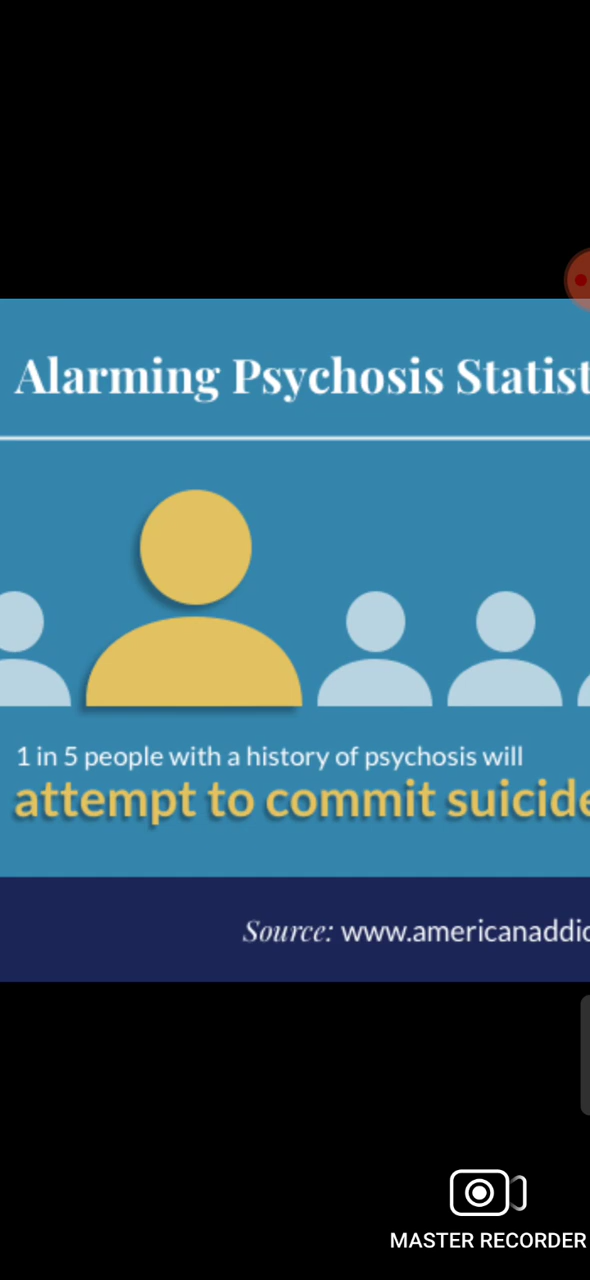 Alarming Psychosis Statist
1 in 5 people with a history of psychosis will
attempt to commit suicide
Source: www.americanaddic
MASTER RECORDER